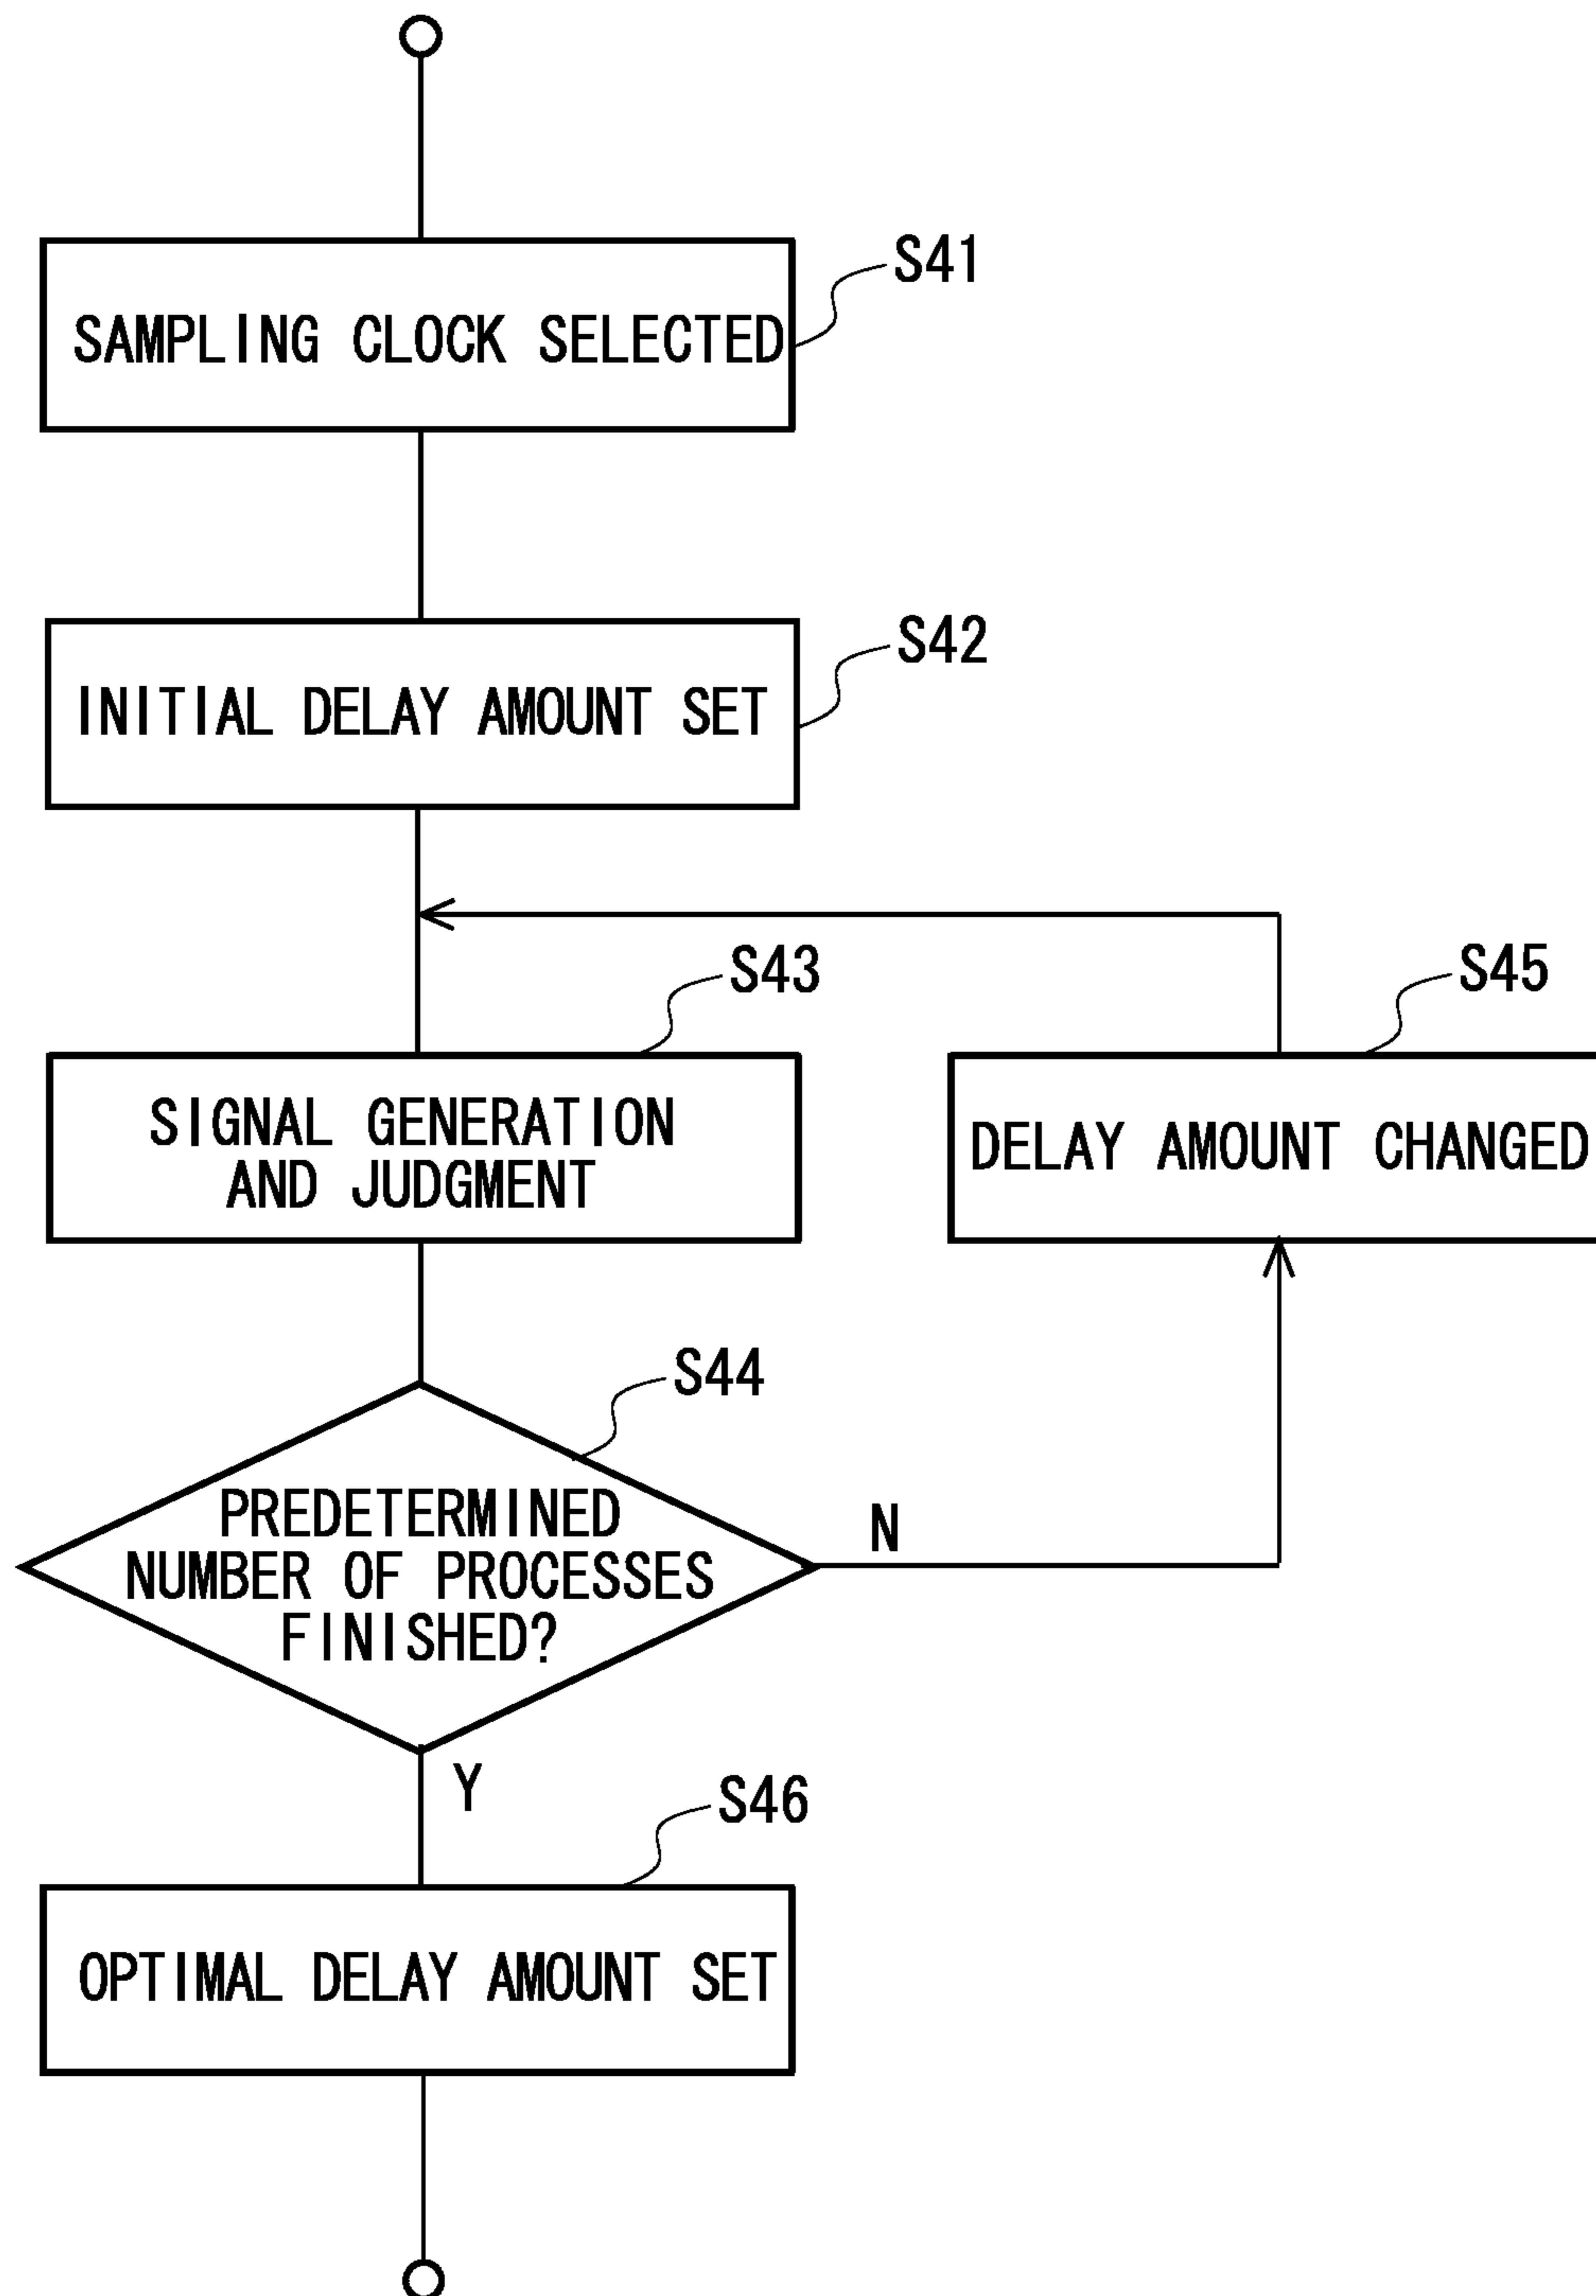 S41
SAMPLING CLOCK SELECTED
S42
INITIAL DELAY AMOUNT SET
S43
SIGNAL GENERATION
AND JUDGMENT
S45
DELAY AMOUNT CHANGED
S44
PREDETERMINED
NUMBER OF PROCESSES
FINISHED?
N
Y
S46
OPTIMAL DELAY AMOUNT SET